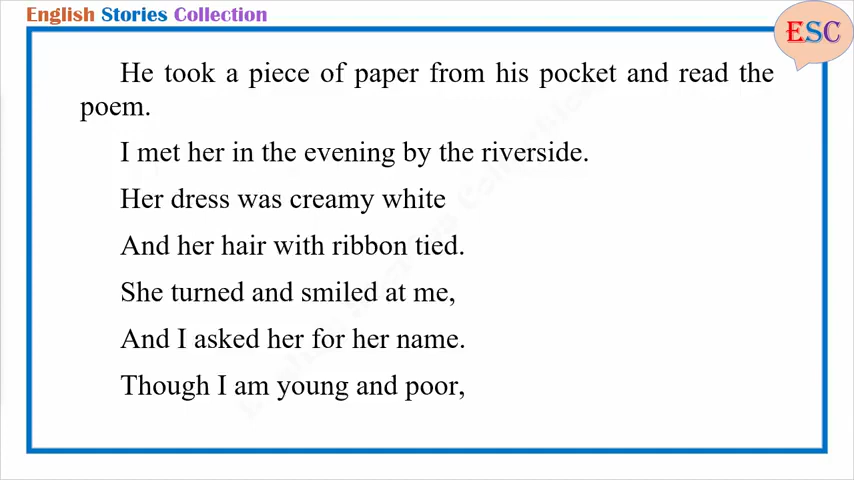 English Stories Collection
ESC
He took a piece of paper from his pocket and read the
poem.
I met her in the evening by the riverside.
Her dress was creamy white
And her hair with ribbon tied.
She turned and smiled at me,
And I asked her for her name.
Though I am young and poor,